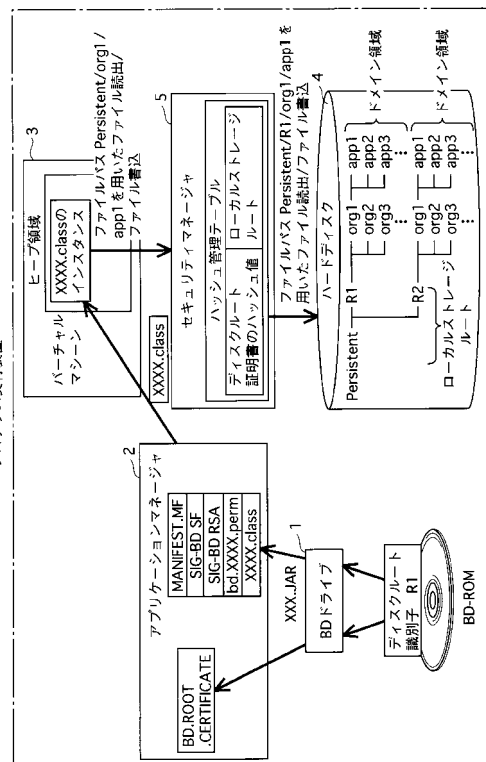 2
アプリケーションマネージャ
BD.ROOT
.CERTIFICATE
MANIFEST.MF
SIG-BD SF
SIG-BD RSA
bd.XXXX.perm
XXXX.class
XXX.JAR
1
BDドライブ
ディスクルート
識別子 R1
BD-ROM
3
ヒープ領域
XXXX.classの
インスタンス
バーチャル
マシーン
ファイルパス Persistent/org1/
app1 を用いたファイル読出/
ファイル書込
XXXX.class
5
セキュリティマネージャ
ハッシュ管理テーブル
ディスクルート
証明書のハッシュ値
ローカルストレージ
ルート
ファイルパス Persistent/R1/org1/app1 を
用いたファイル読出/ファイル書込
4
ハードディスク
Persistent
R1
org1
org2
org3
⋮
app1
app2
app3
⋮
ドメイン領域
R2
org1
org2
org3
⋮
app1
app2
app3
⋮
ドメイン領域
ローカルストレージ
ルート